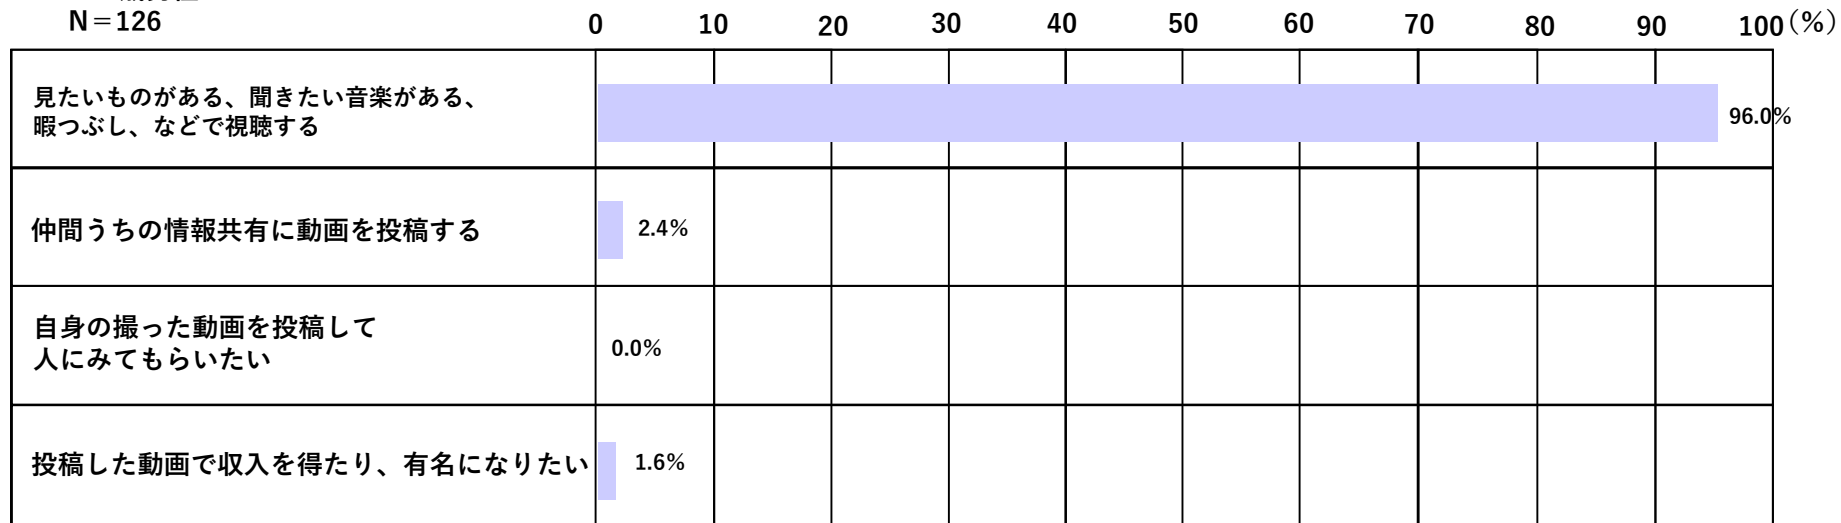 N＝126
0 10 20 30 40 50 60 70 80 90 100(%)
見たいものがある、聞きたい音楽がある、
暇つぶし、などで視聴する
96.0%
仲間うちの情報共有に動画を投稿する
2.4%
自身の撮った動画を投稿して
人にみてもらいたい
0.0%
投稿した動画で収入を得たり、有名になりたい
1.6%